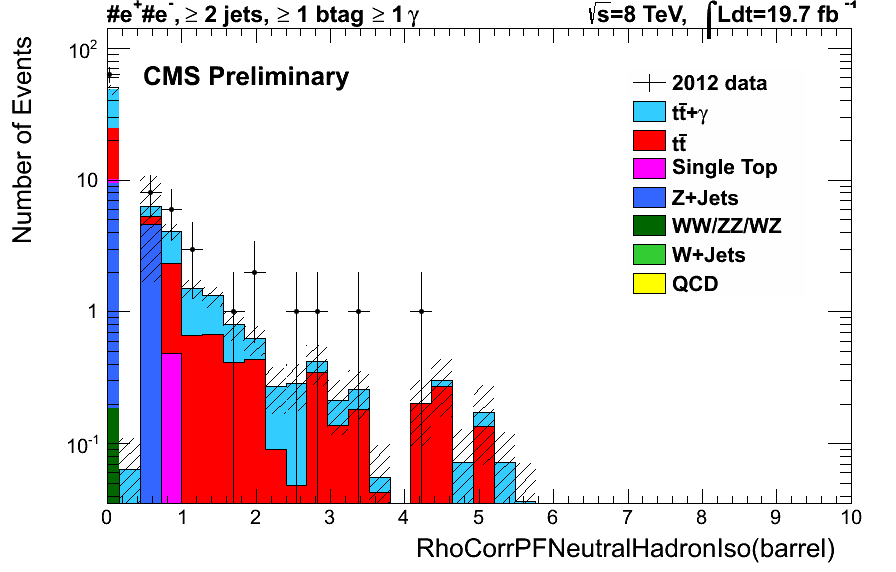 #e⁺#e⁻, ≥ 2 jets, ≥ 1 btag ≥ 1 γ √s=8 TeV, ∫Ldt=19.7 fb⁻¹
CMS Preliminary
2012 data
tt̄+γ
tt̄
Single Top
Z+Jets
WW/ZZ/WZ
W+Jets
QCD
Number of Events
10²
10
1
10⁻¹
0 1 2 3 4 5 6 7 8 9 10
RhoCorrPFNeutralHadronIso(barrel)